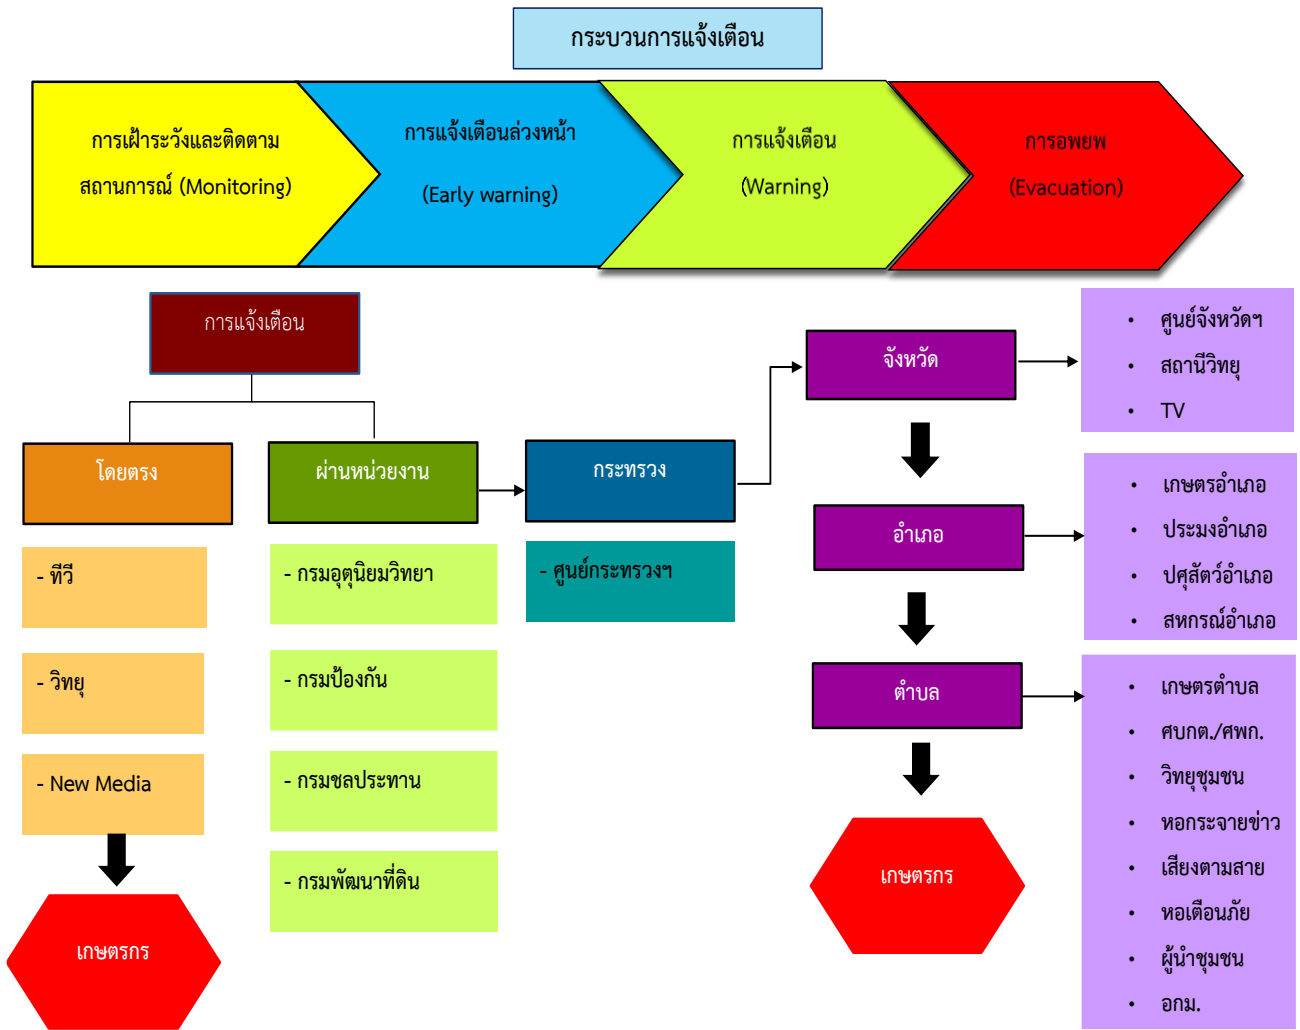 กระบวนการแจ้งเตือน
การเฝ้าระวังและติดตาม
สถานการณ์ (Monitoring)
การแจ้งเตือนล่วงหน้า
(Early warning)
การแจ้งเตือน
(Warning)
การอพยพ
(Evacuation)
การแจ้งเตือน
โดยตรง
- ทีวี
- วิทยุ
- New Media
เกษตรกร
ผ่านหน่วยงาน
- กรมอุตุนิยมวิทยา
- กรมป้องกัน
- กรมชลประทาน
- กรมพัฒนาที่ดิน
กระทรวง
- ศูนย์กระทรวงฯ
จังหวัด
• ศูนย์จังหวัดฯ
• สถานีวิทยุ
• TV
อำเภอ
• เกษตรอำเภอ
• ประมงอำเภอ
• ปศุสัตว์อำเภอ
• สหกรณ์อำเภอ
ตำบล
• เกษตรตำบล
• ศบกต./ศพก.
• วิทยุชุมชน
• หอกระจายข่าว
• เสียงตามสาย
• หอเตือนภัย
• ผู้นำชุมชน
• อกม.
เกษตรกร